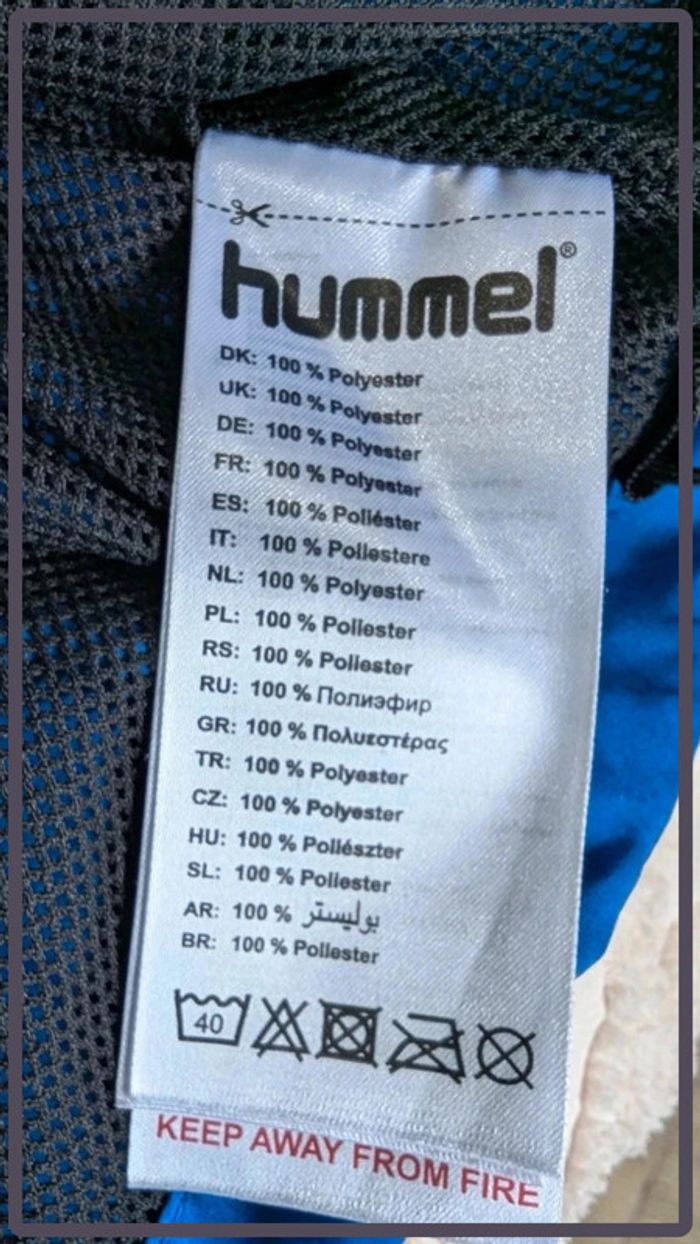 hummel®
DK: 100 % Polyester
UK: 100 % Polyester
DE: 100 % Polyester
FR: 100 % Polyester
ES: 100 % Poliéster
IT: 100 % Poliestere
NL: 100 % Polyester
PL: 100 % Poliester
RS: 100 % Poliester
RU: 100 % Полиэфир
GR: 100 % Πολυεστέρας
TR: 100 % Polyester
CZ: 100 % Polyester
HU: 100 % Poliészter
SL: 100 % Poliester
AR: 100 % بوليستر
BR: 100 % Poliester
40
KEEP AWAY FROM FIRE